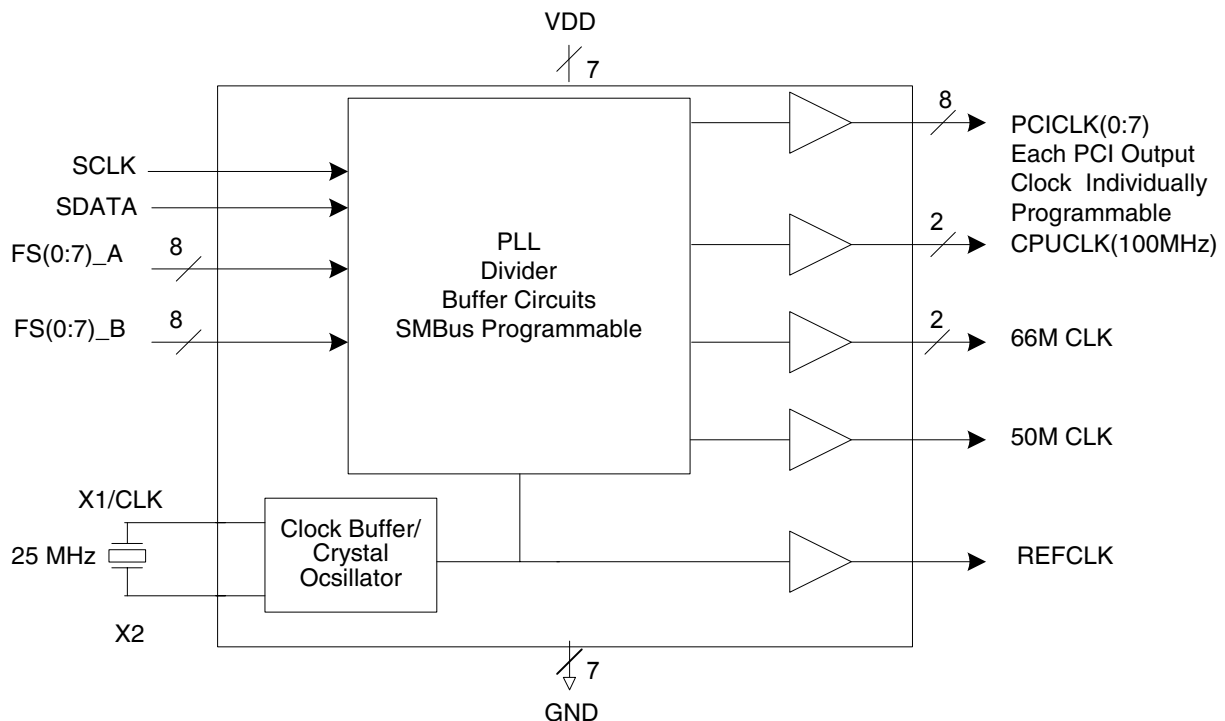 VDD
7
8
PCICLK(0:7)
Each PCI Output
Clock Individually
Programmable
SCLK
SDATA
FS(0:7)_A
8
FS(0:7)_B
8
PLL
Divider
Buffer Circuits
SMBus Programmable
2
CPUCLK(100MHz)
2
66M CLK
50M CLK
X1/CLK
25 MHz
X2
Clock Buffer/
Crystal
Ocsillator
REFCLK
7
GND